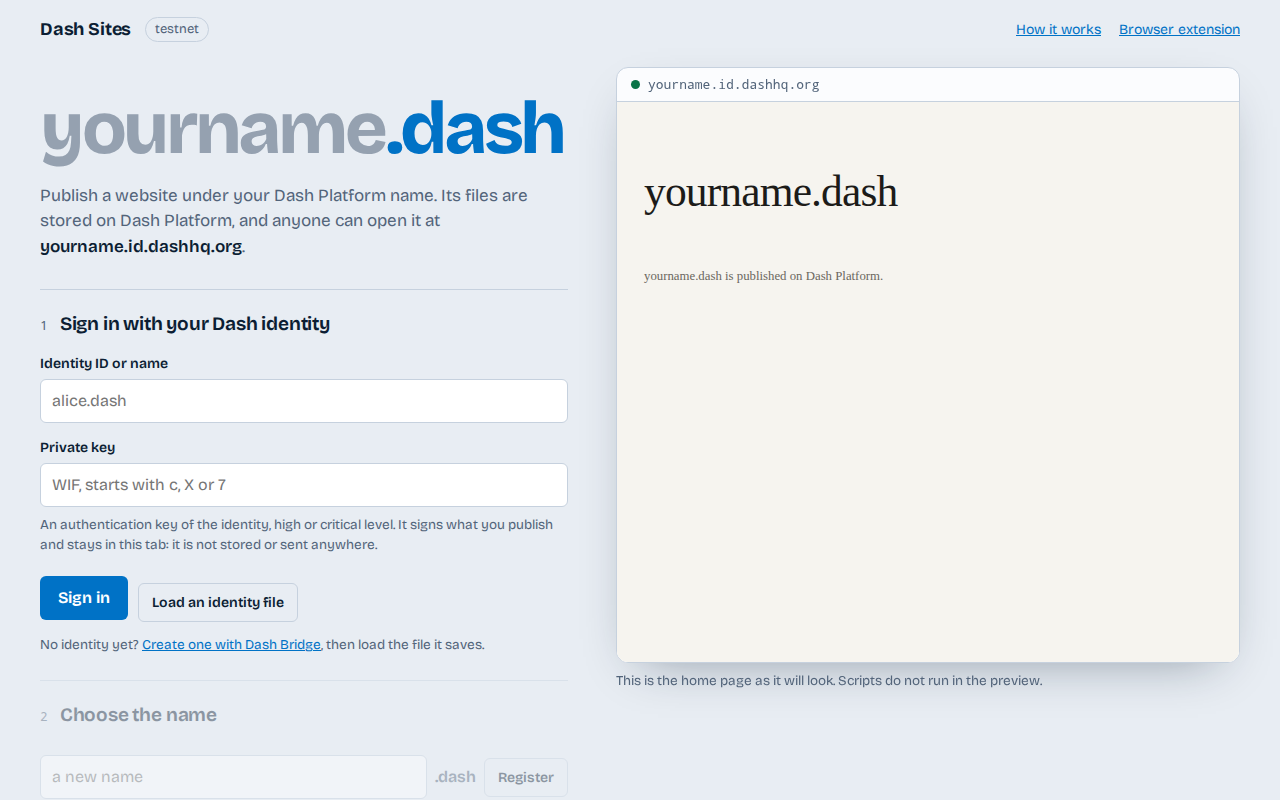 Dash Sites
testnet
How it works
Browser extension
yourname.dash
Publish a website under your Dash Platform name. Its files are
stored on Dash Platform, and anyone can open it at
yourname.id.dashhq.org.
1 Sign in with your Dash identity
Identity ID or name
alice.dash
Private key
WIF, starts with c, X or 7
An authentication key of the identity, high or critical level. It signs what you publish
and stays in this tab: it is not stored or sent anywhere.
Sign in
Load an identity file
No identity yet? Create one with Dash Bridge, then load the file it saves.
2 Choose the name
a new name
.dash
Register
yourname.id.dashhq.org
yourname.dash
yourname.dash is published on Dash Platform.
This is the home page as it will look. Scripts do not run in the preview.